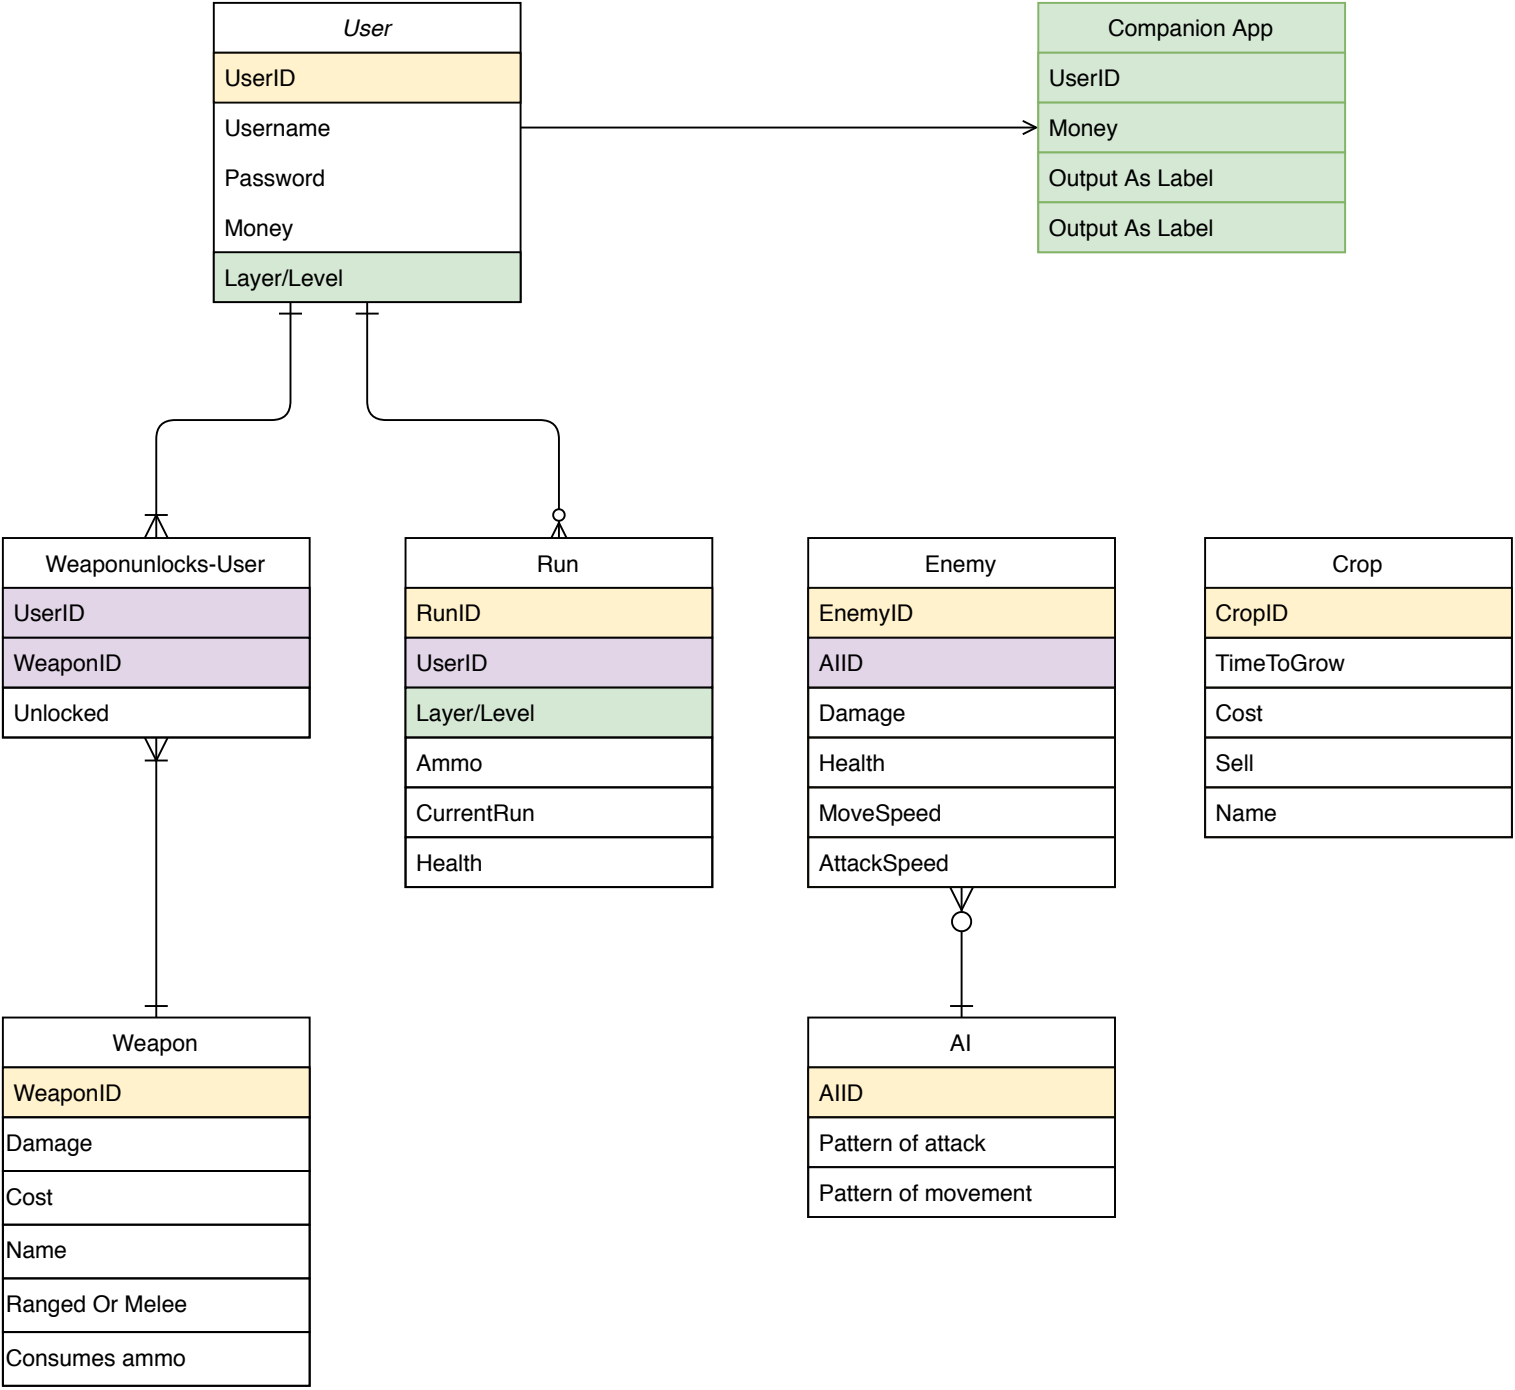 User
UserID
Username
Password
Money
Layer/Level
Companion App
UserID
Money
Output As Label
Output As Label
Weaponunlocks-User
UserID
WeaponID
Unlocked
Run
RunID
UserID
Layer/Level
Ammo
CurrentRun
Health
Enemy
EnemyID
AIID
Damage
Health
MoveSpeed
AttackSpeed
Crop
CropID
TimeToGrow
Cost
Sell
Name
Weapon
WeaponID
Damage
Cost
Name
Ranged Or Melee
Consumes ammo
AI
AIID
Pattern of attack
Pattern of movement